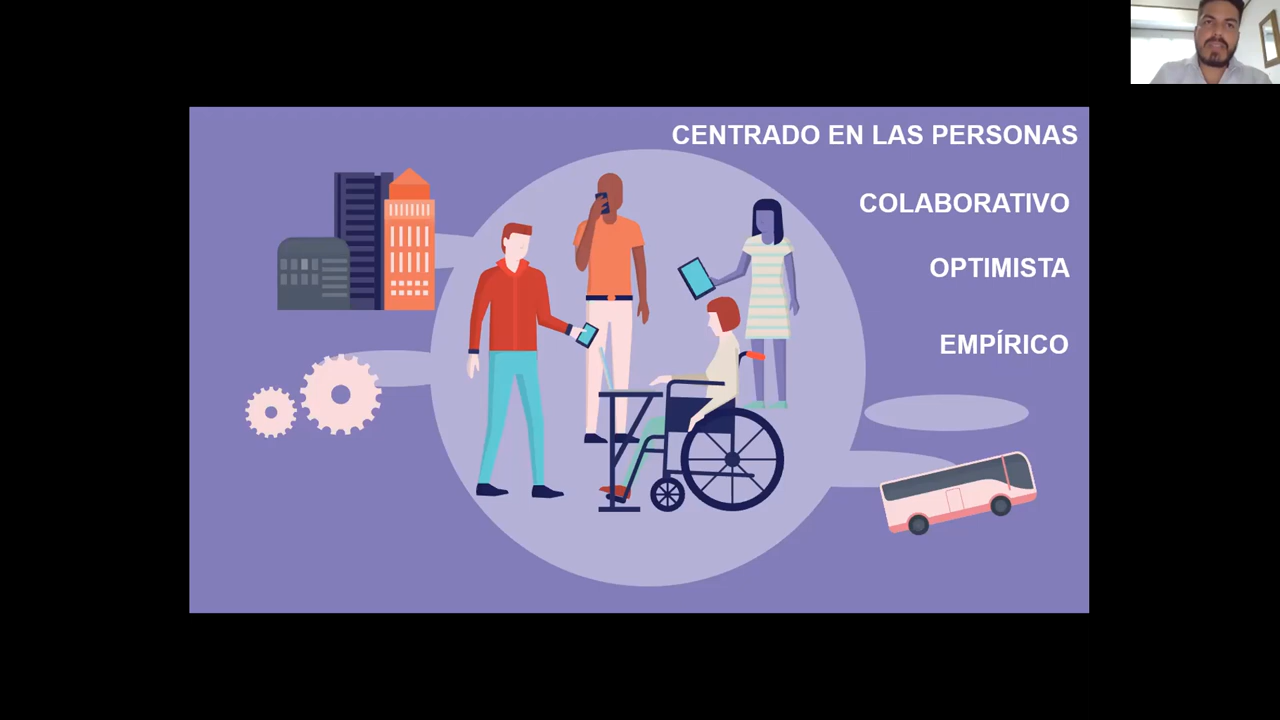 CENTRADO EN LAS PERSONAS
COLABORATIVO
OPTIMISTA
EMPÍRICO